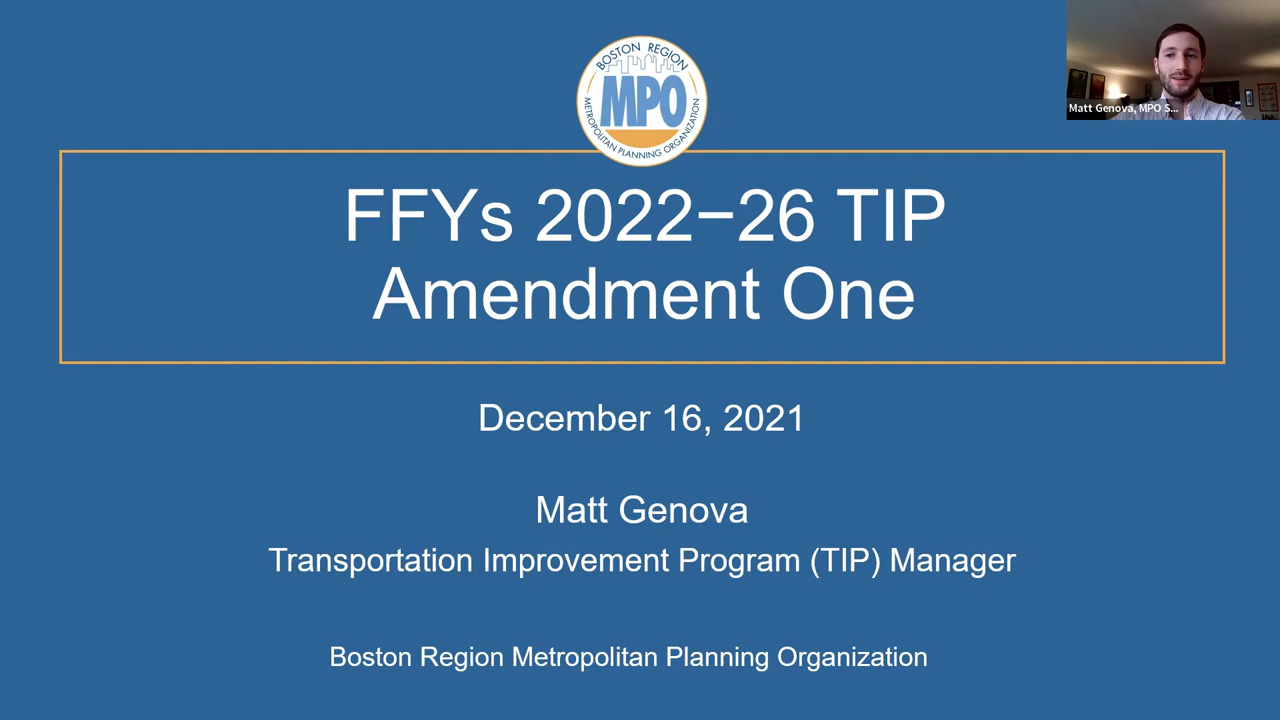 BOSTON REGION
MPO
METROPOLITAN PLANNING ORGANIZATION
Matt Genova, MPO S...
FFYs 2022−26 TIP
Amendment One
December 16, 2021
Matt Genova
Transportation Improvement Program (TIP) Manager
Boston Region Metropolitan Planning Organization